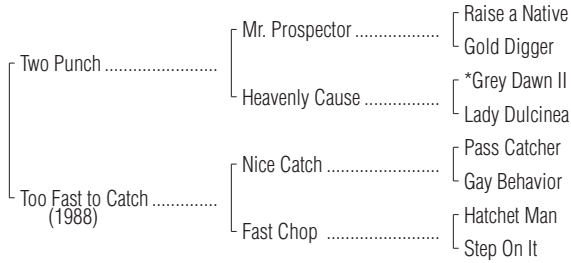 Raise a Native
Mr. Prospector ..................
Gold Digger
Two Punch ........................
*Grey Dawn II
Heavenly Cause ................
Lady Dulcinea
Pass Catcher
Nice Catch ........................
Gay Behavior
Too Fast to Catch ..............
(1988)
Hatchet Man
Fast Chop ........................
Step On It